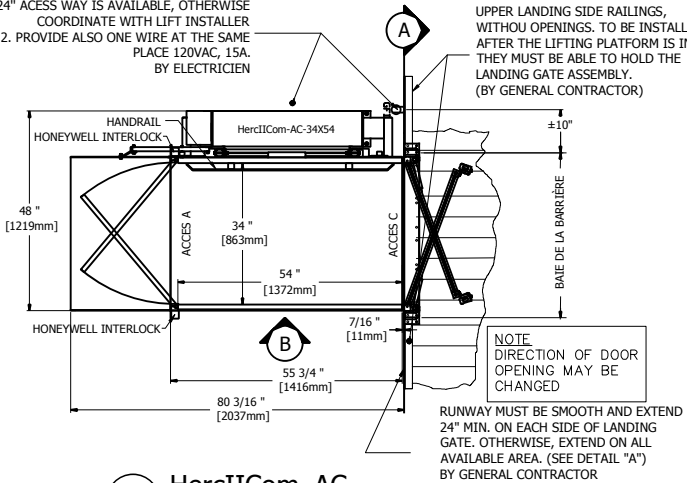 24" ACESS WAY IS AVAILABLE, OTHERWISE
COORDINATE WITH LIFT INSTALLER
2. PROVIDE ALSO ONE WIRE AT THE SAME
PLACE 120VAC, 15A.
BY ELECTRICIEN
A
UPPER LANDING SIDE RAILINGS,
WITHOU OPENINGS. TO BE INSTALL
AFTER THE LIFTING PLATFORM IS IN
THEY MUST BE ABLE TO HOLD THE
LANDING GATE ASSEMBLY.
(BY GENERAL CONTRACTOR)
HANDRAIL
HONEYWELL INTERLOCK
HercIICom-AC-34X54
±10"
48 "
[1219mm]
ACCES A
34 "
[863mm]
ACCES C
BAIE DE LA BARRIÈRE
54 "
[1372mm]
HONEYWELL INTERLOCK
B
7/16 "
[11mm]
NOTE
DIRECTION OF DOOR
OPENING MAY BE
CHANGED
55 3/4 "
[1416mm]
80 3/16 "
[2037mm]
RUNWAY MUST BE SMOOTH AND EXTEND
24" MIN. ON EACH SIDE OF LANDING
GATE. OTHERWISE, EXTEND ON ALL
AVAILABLE AREA. (SEE DETAIL "A")
BY GENERAL CONTRACTOR
HercIICom-AC